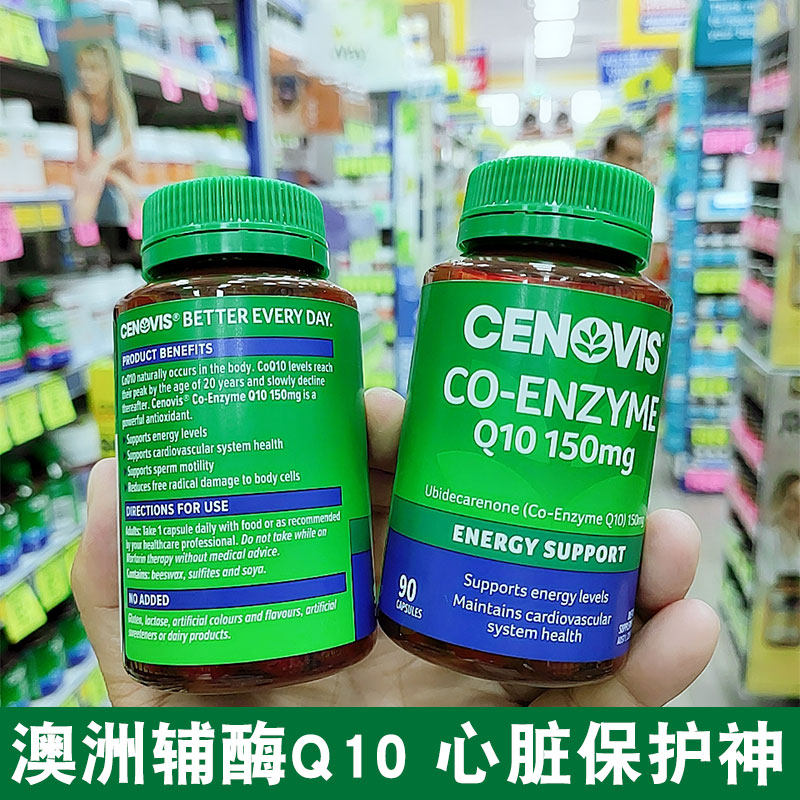 CENOVIS® BETTER EVERY DAY.
PRODUCT BENEFITS
CoQ10 naturally occurs in the body. CoQ10 levels reach
their peak by the age of 20 years and slowly decline
thereafter. Cenovis® Co-Enzyme Q10 150mg is a
powerful antioxidant.
Supports energy levels
Supports cardiovascular system health
Supports sperm motility
Reduces free radical damage to body cells
DIRECTIONS FOR USE
Adults: Take 1 capsule daily with food or as recommended
by your healthcare professional. Do not take while on
Warfarin therapy without medical advice.
Contains: beeswax, sulfites and soya.
NO ADDED
Gluten, lactose, artificial colours and flavours, artificial
sweeteners or dairy products.
CENOVIS®
CO-ENZYME
Q10 150mg
Ubidecarenone (Co-Enzyme Q10) 150mg
ENERGY SUPPORT
90
CAPSULES
Supports energy levels
Maintains cardiovascular
system health
澳洲辅酶Q10 心脏保护神